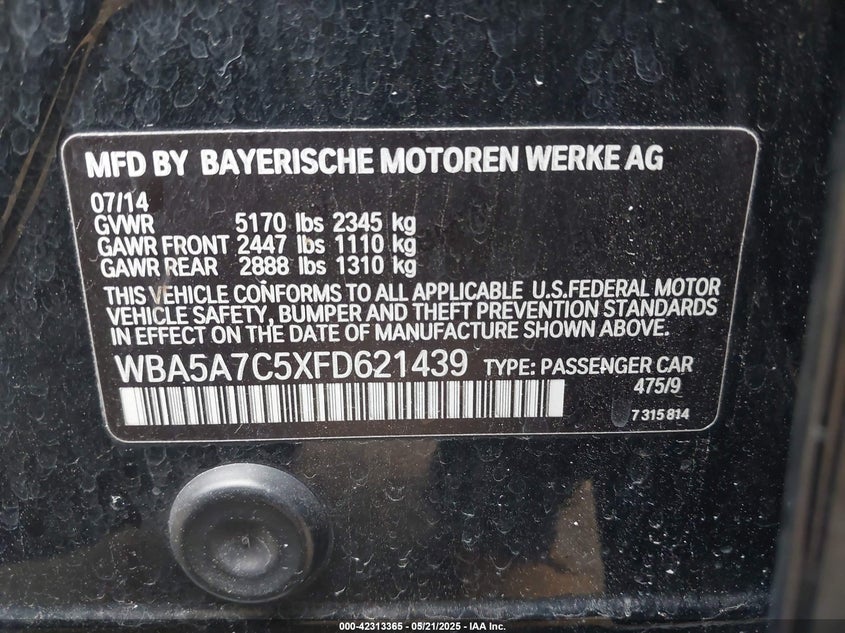 MFD BY BAYERISCHE MOTOREN WERKE AG
07/14
GVWR 5170 lbs 2345 kg
GAWR FRONT 2447 lbs 1110 kg
GAWR REAR 2888 lbs 1310 kg
THIS VEHICLE CONFORMS TO ALL APPLICABLE U.S.FEDERAL MOTOR
VEHICLE SAFETY, BUMPER AND THEFT PREVENTION STANDARDS
IN EFFECT ON THE DATE OF MANUFACTURE SHOWN ABOVE.
WBA5A7C5XFD621439 TYPE: PASSENGER CAR
475/9
7 315 814
000-42313365 - 05/21/2025 - IAA Inc.